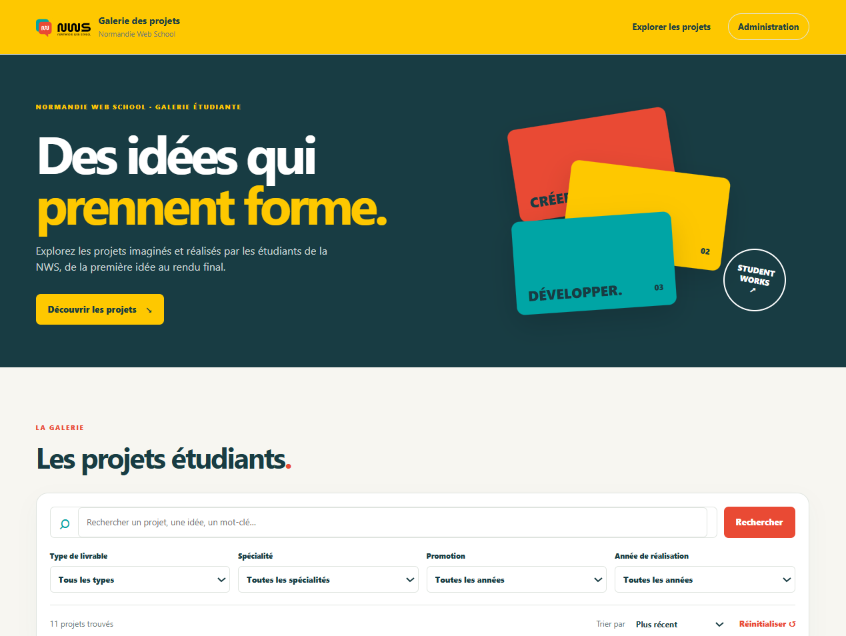 NWS
Galerie des projets
Normandie Web School
Explorer les projets
Administration
NORMANDIE WEB SCHOOL - GALERIE ÉTUDIANTE
Des idées qui
prennent forme.
Explorez les projets imaginés et réalisés par les étudiants de la
NWS, de la première idée au rendu final.
Découvrir les projets ↘
CRÉER
02
DÉVELOPPER.
03
STUDENT
WORKS
↗
LA GALERIE
Les projets étudiants.
Rechercher un projet, une idée, un mot-clé...
Rechercher
Type de livrable
Spécialité
Promotion
Année de réalisation
Tous les types
Toutes les spécialités
Toutes les années
Toutes les années
11 projets trouvés
Trier par
Plus récent
Réinitialiser ↺